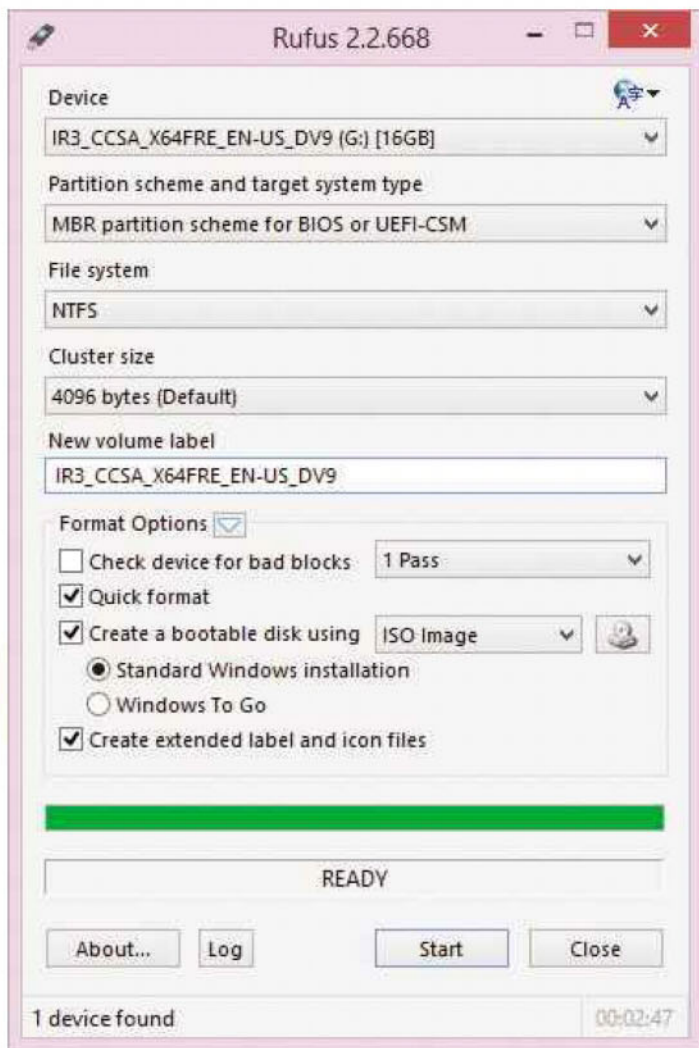 Rufus 2.2.668
Device
IR3_CCSA_X64FRE_EN-US_DV9 (G:) [16GB]
Partition scheme and target system type
MBR partition scheme for BIOS or UEFI-CSM
File system
NTFS
Cluster size
4096 bytes (Default)
New volume label
IR3_CCSA_X64FRE_EN-US_DV9
Format Options
Check device for bad blocks 1 Pass
Quick format
Create a bootable disk using ISO Image
Standard Windows installation
Windows To Go
Create extended label and icon files
READY
About... Log Start Close
1 device found 00:02:47